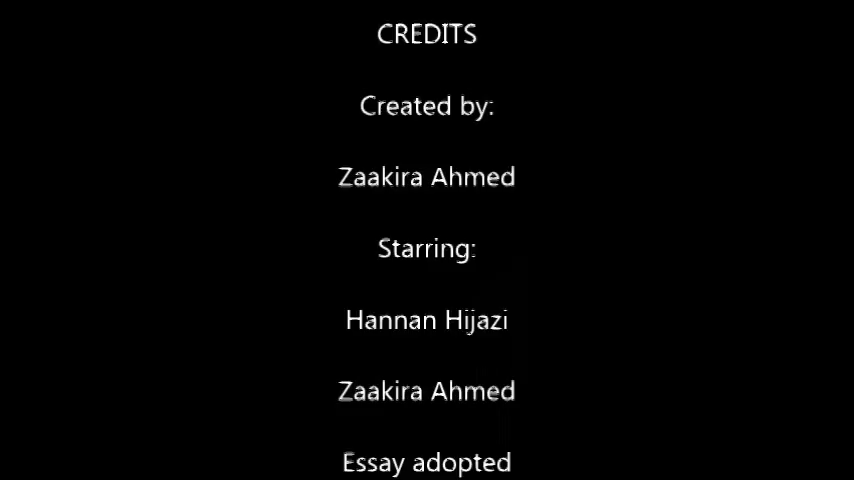 CREDITS
Created by:
Zaakira Ahmed
Starring:
Hannan Hijazi
Zaakira Ahmed
Essay adopted